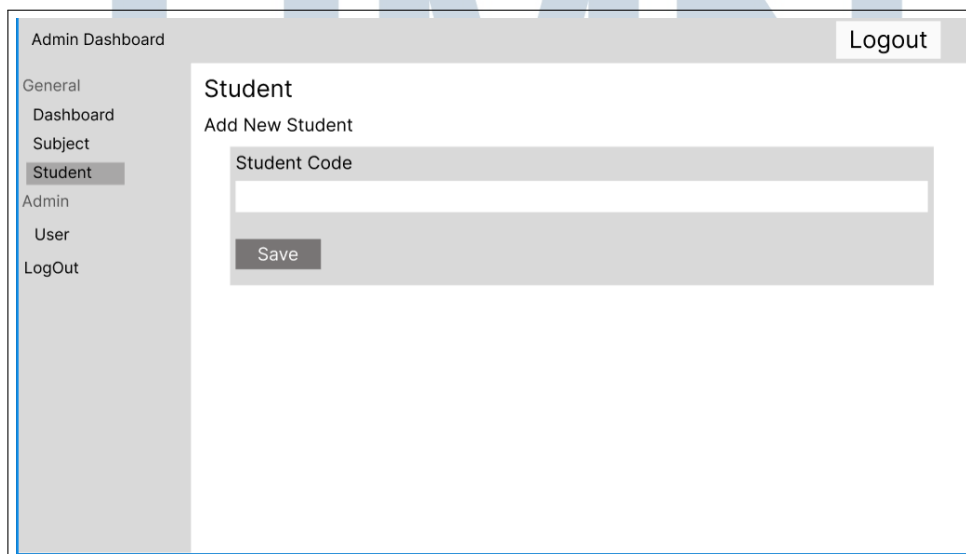 Admin Dashboard
Logout
General
Dashboard
Subject
Student
Admin
User
LogOut
Student
Add New Student
Student Code
Save